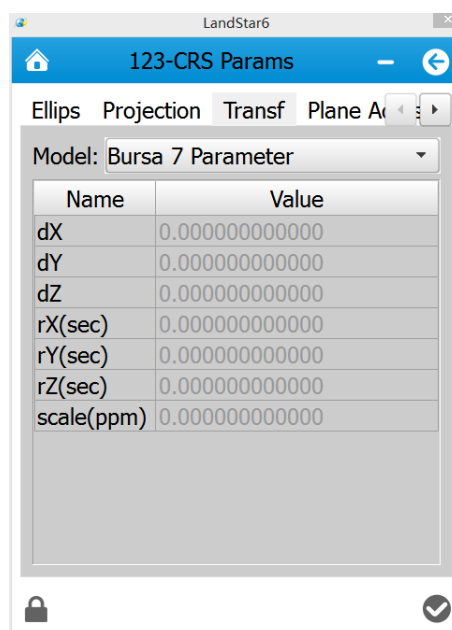 LandStar6
123-CRS Params
Ellips Projection Transf Plane
Model: Bursa 7 Parameter
Name Value
dX 0.000000000000
dY 0.000000000000
dZ 0.000000000000
rX(sec) 0.000000000000
rY(sec) 0.000000000000
rZ(sec) 0.000000000000
scale(ppm) 0.000000000000